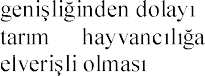 genişliğinden dolayı
tarım hayvancılığa
elverişli olması